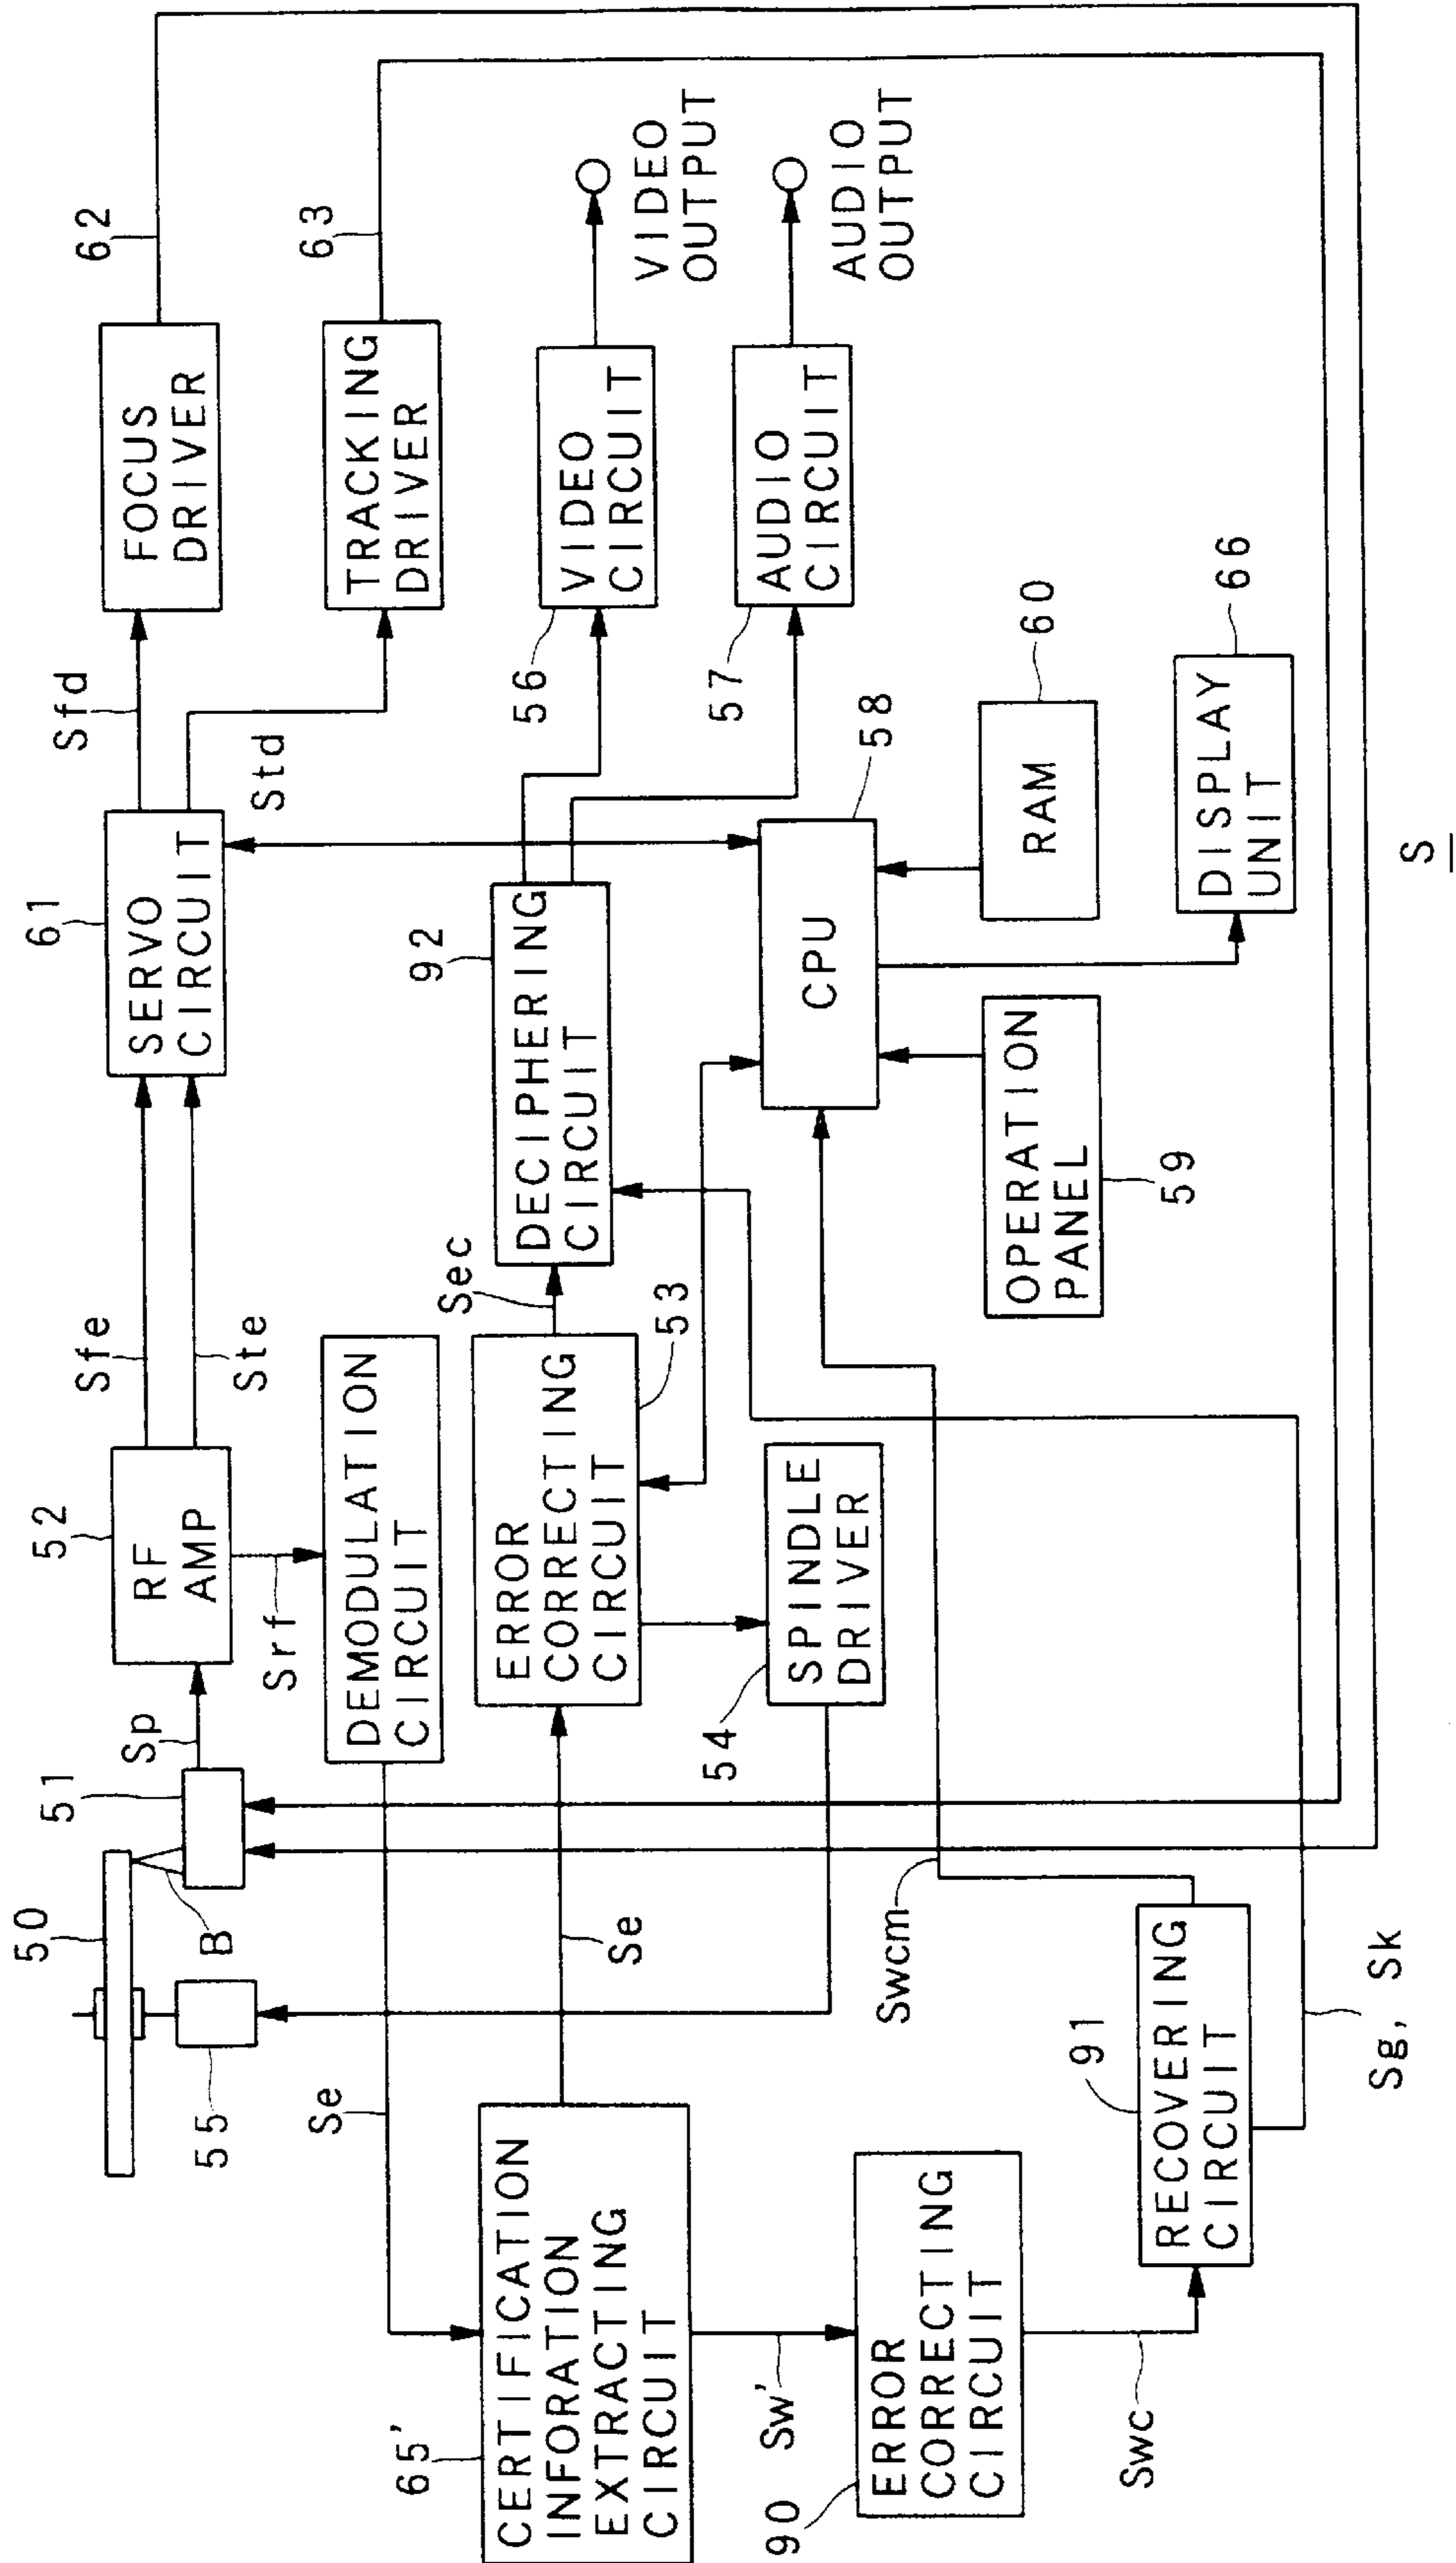 50
51
B
55
Sp
52
RF
AMP
Sfe
Ste
61
SERVO
CIRCUIT
Sfd
Std
FOCUS
DRIVER
62
TRACKING
DRIVER
63
Srf
DEMODULATION
CIRCUIT
Se
65'
CERTIFICATION
INFORATION
EXTRACTING
CIRCUIT
Se
ERROR
CORRECTING
CIRCUIT
53
Sec
92
DECIPHERING
CIRCUIT
56
VIDEO
CIRCUIT
VIDEO
OUTPUT
57
AUDIO
CIRCUIT
AUDIO
OUTPUT
54
SPINDLE
DRIVER
CPU
58
Sw'
90
ERROR
CORRECTING
CIRCUIT
Swcm
OPERATION
PANEL
59
RAM
60
Swc
91
RECOVERING
CIRCUIT
Sg, Sk
DISPLAY
UNIT
66
S